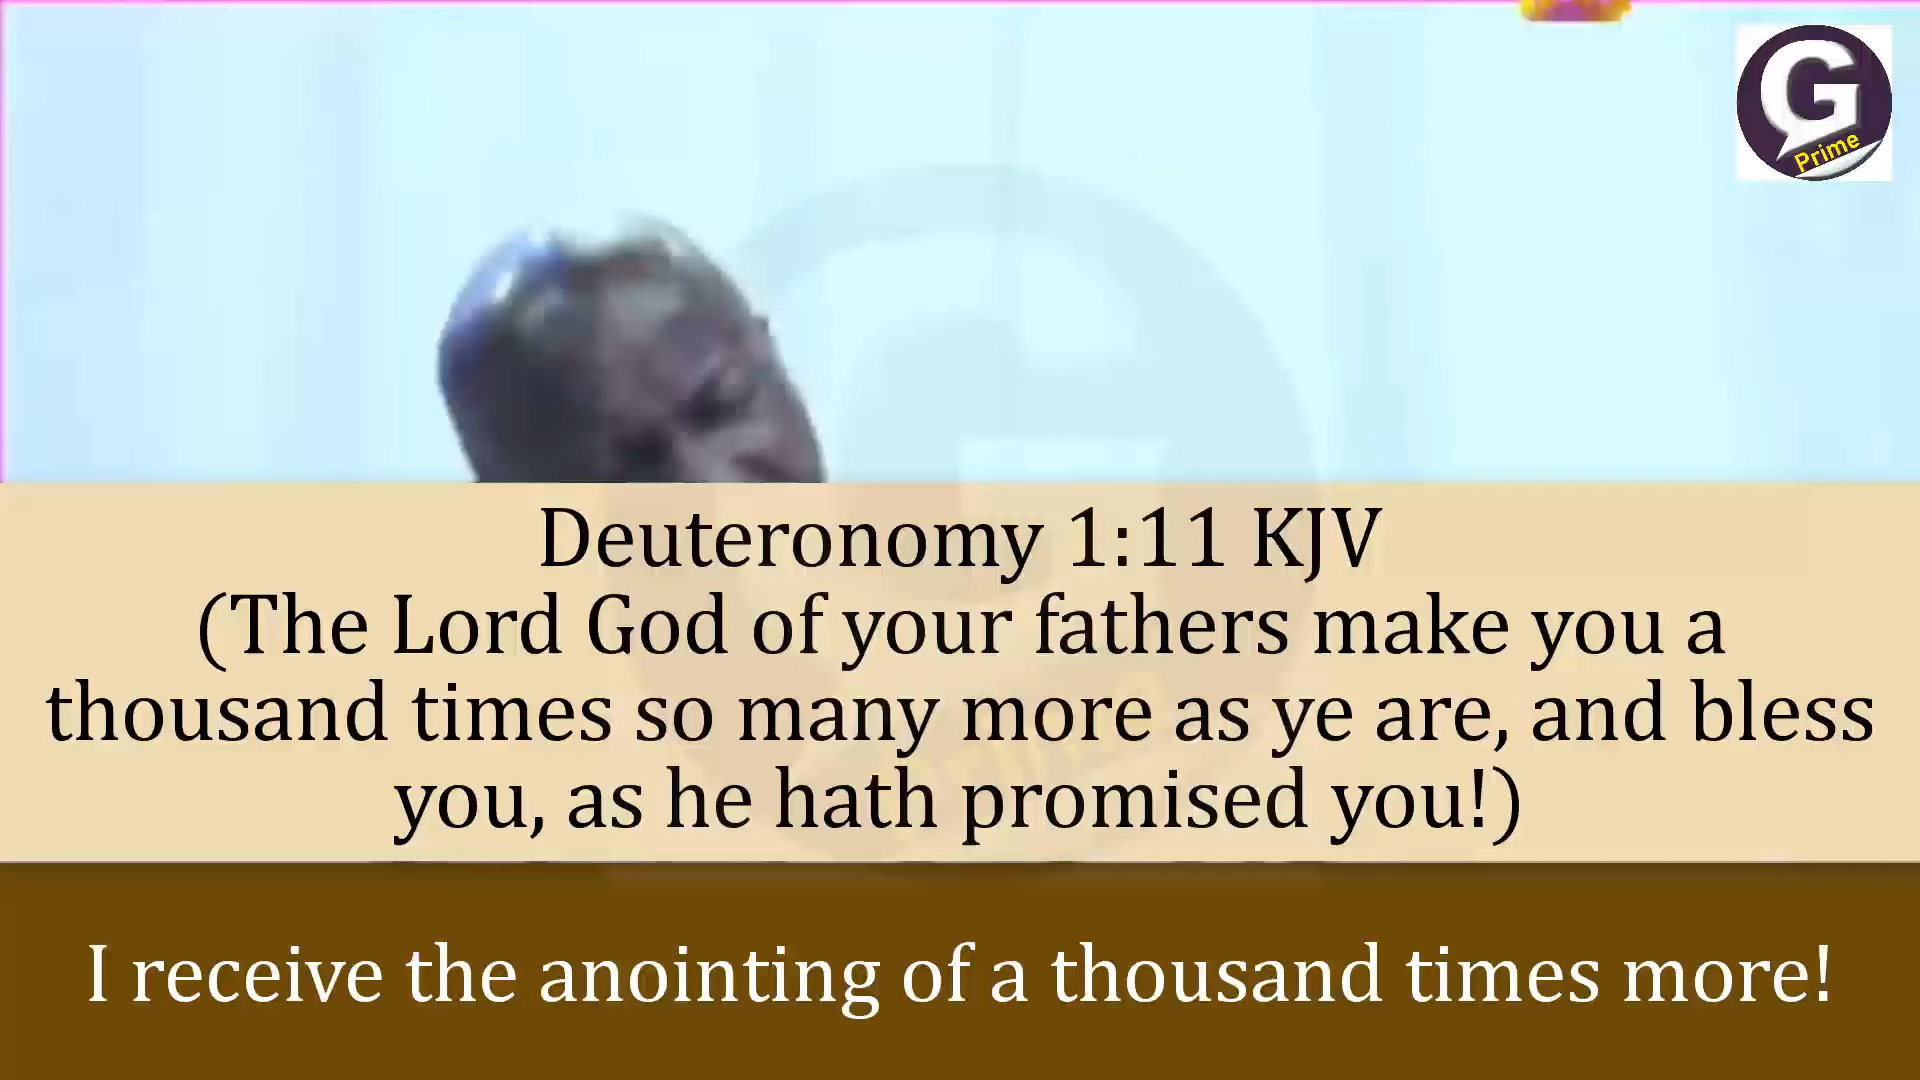 G
Prime
Deuteronomy 1:11 KJV
(The Lord God of your fathers make you a
thousand times so many more as ye are, and bless
you, as he hath promised you!)
I receive the anointing of a thousand times more!